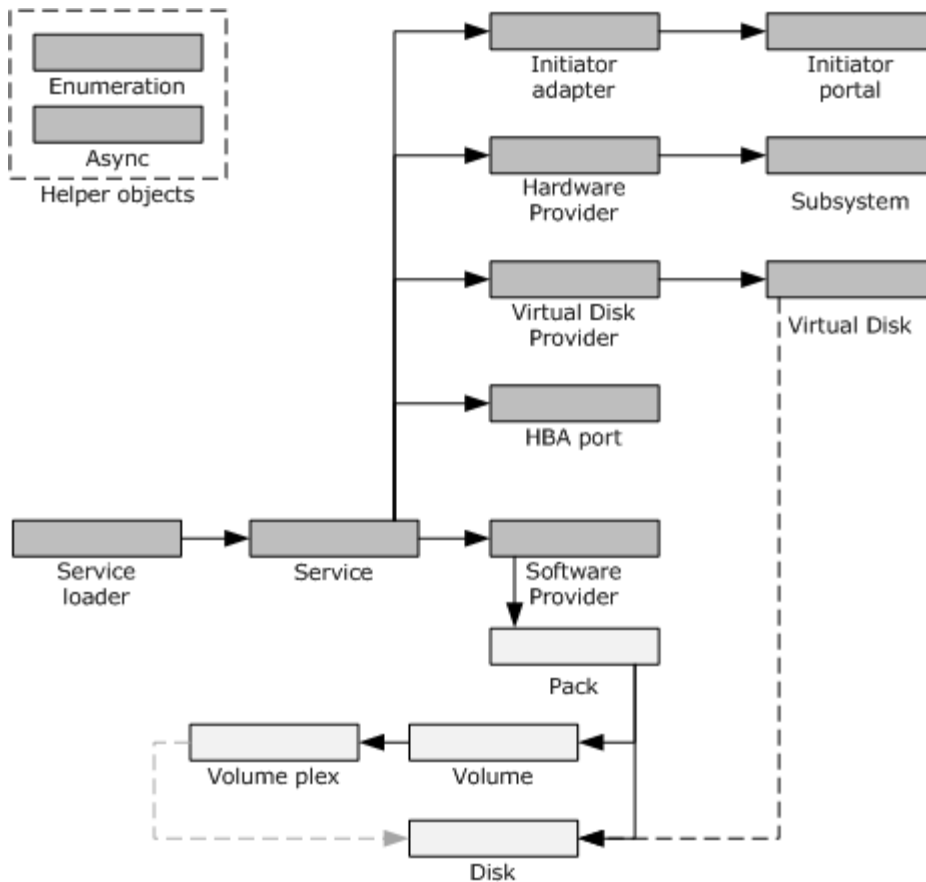 Enumeration
Async
Helper objects
Initiator
adapter
Initiator
portal
Hardware
Provider
Subsystem
Virtual Disk
Provider
Virtual Disk
HBA port
Service
loader
Service
Software
Provider
Pack
Volume plex
Volume
Disk